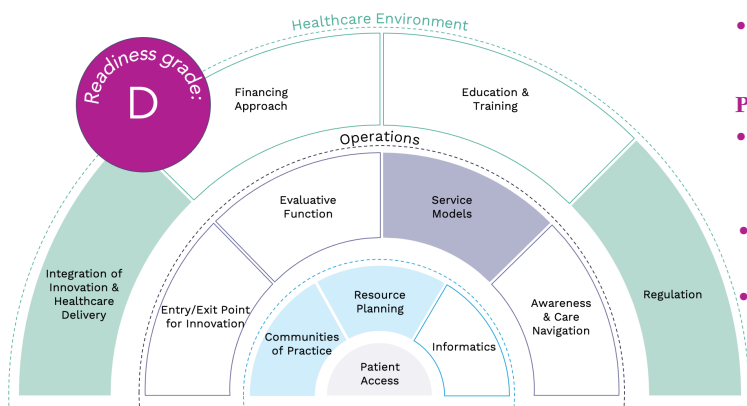 Healthcare Environment
Readiness grade:
D
Financing
Approach
Education &
Training
Operations
Evaluative
Function
Service
Models
Integration of
Innovation &
Healthcare
Delivery
Entry/Exit Point
for Innovation
Awareness
& Care
Navigation
Regulation
Resource
Planning
Communities
of Practice
Informatics
Patient
Access
P